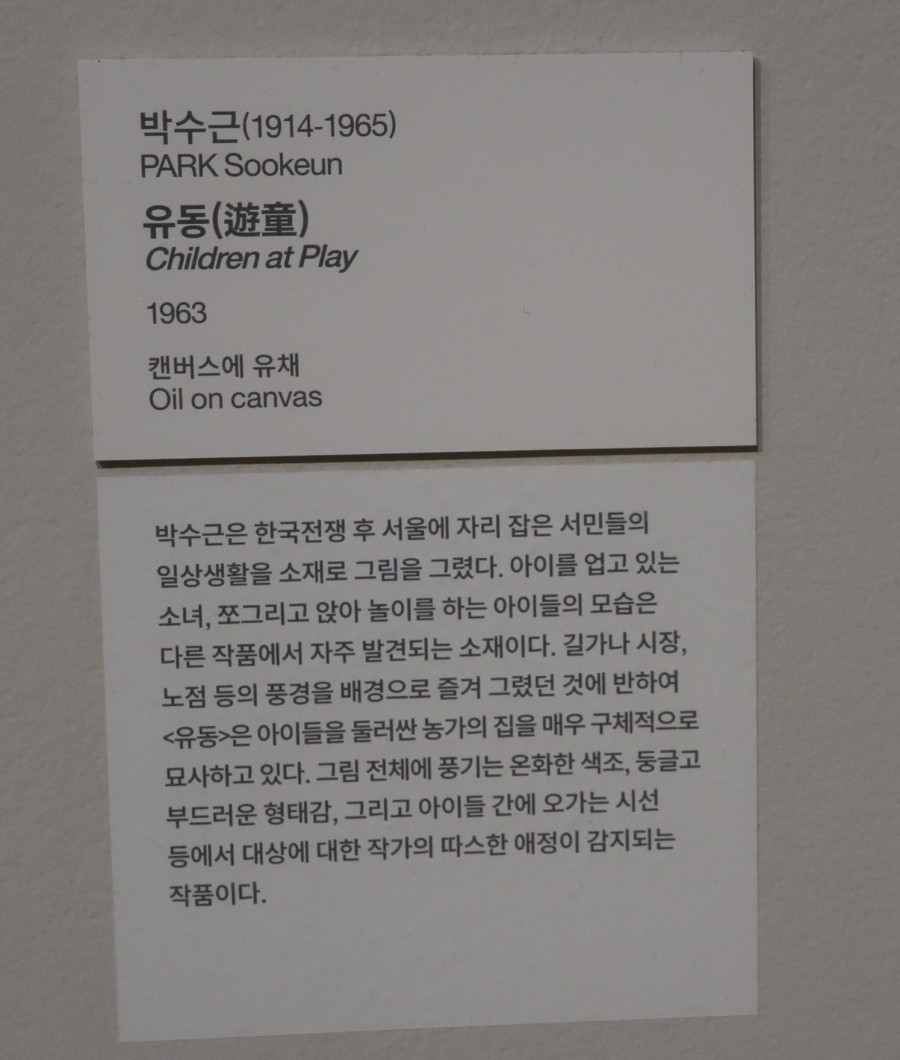 박수근(1914-1965)
PARK Sookeun
유동(遊童)
Children at Play
1963
캔버스에 유채
Oil on canvas
박수근은 한국전쟁 후 서울에 자리 잡은 서민들의
일상생활을 소재로 그림을 그렸다. 아이를 업고 있는
소녀, 쪼그리고 앉아 놀이를 하는 아이들의 모습은
다른 작품에서 자주 발견되는 소재이다. 길가나 시장,
노점 등의 풍경을 배경으로 즐겨 그렸던 것에 반하여
<유동>은 아이들을 둘러싼 농가의 집을 매우 구체적으로
묘사하고 있다. 그림 전체에 풍기는 온화한 색조, 둥글고
부드러운 형태감, 그리고 아이들 간에 오가는 시선
등에서 대상에 대한 작가의 따스한 애정이 감지되는
작품이다.